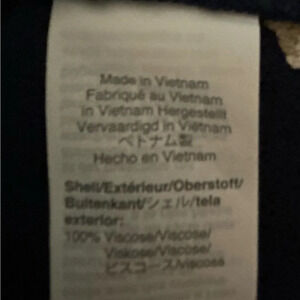 Made in Vietnam
Fabriqué au Vietnam
in Vietnam Hergestellt
Vervaardigd in Vietnam
ベトナム製
Hecho en Vietnam
Shell/Extérieur/Oberstoff/
Buitenkant/シェル/tela
exterior:
100% Viscose/Viscose/
Viskose/Viscose/
ビスコース/viscosa